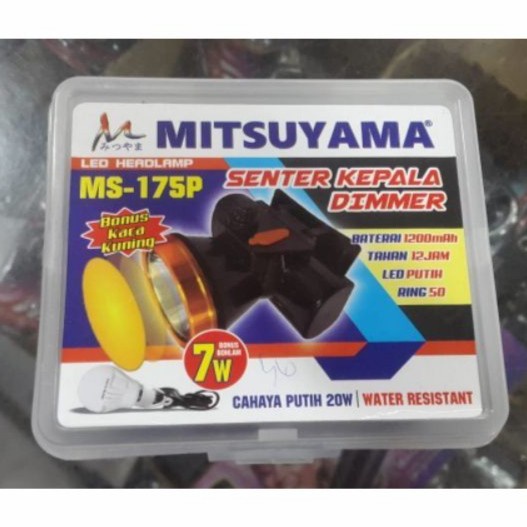 みつやま
MITSUYAMA®
LED HEADLAMP
MS-175P
SENTER KEPALA
DIMMER
Bonus
Kaca
Kuning
BATERAI 1200mAh
TAHAN 12JAM
LED PUTIH
RING 50
7W
BONUS
BOHLAM
CAHAYA PUTIH 20W | WATER RESISTANT